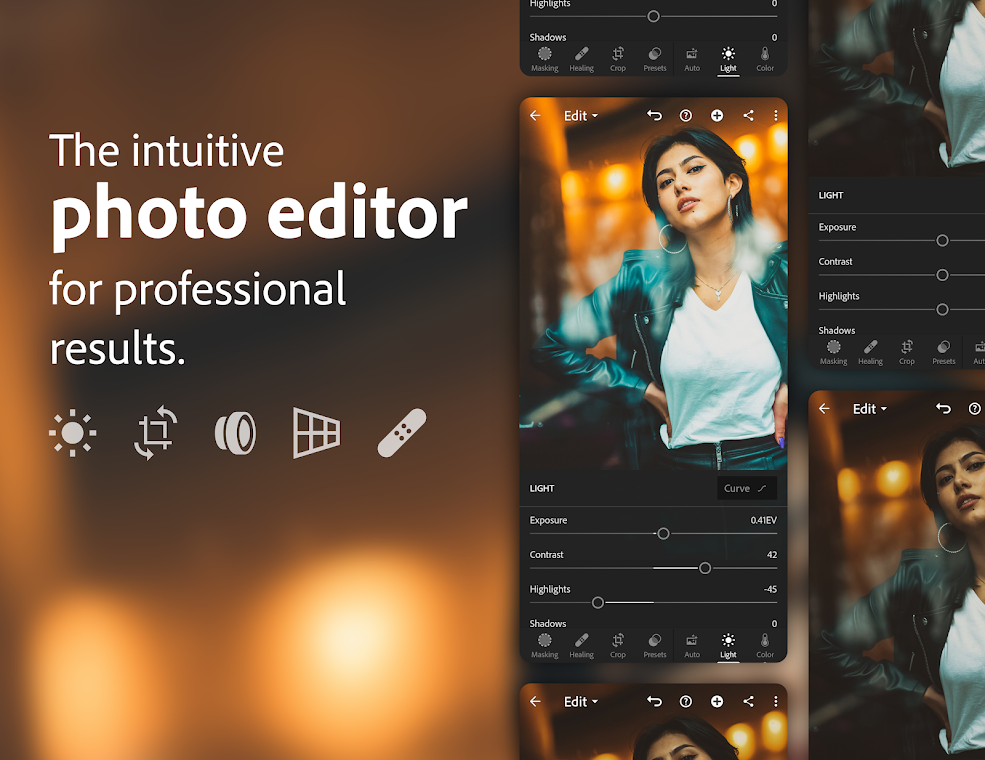 The intuitive
photo editor
for professional
results.
Highlights 0
Shadows 0
Masking Healing Crop Presets Auto Light Color
Edit
LIGHT Curve
Exposure 0.41EV
Contrast 42
Highlights -45
Shadows 0
Masking Healing Crop Presets Auto Light Color
Edit
LIGHT
Exposure
Contrast
Highlights
Shadows
Masking Healing Crop Presets Aut
Edit